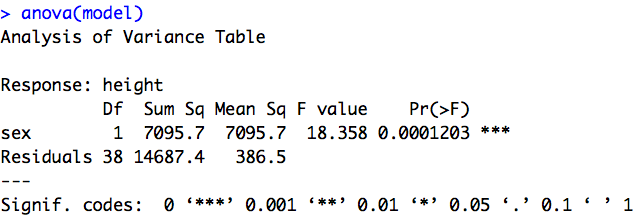 > anova(model)
Analysis of Variance Table

Response: height
          Df  Sum Sq Mean Sq F value    Pr(>F)
sex        1  7095.7  7095.7  18.358 0.0001203 ***
Residuals 38 14687.4   386.5
---
Signif. codes:  0 ‘***’ 0.001 ‘**’ 0.01 ‘*’ 0.05 ‘.’ 0.1 ‘ ’ 1